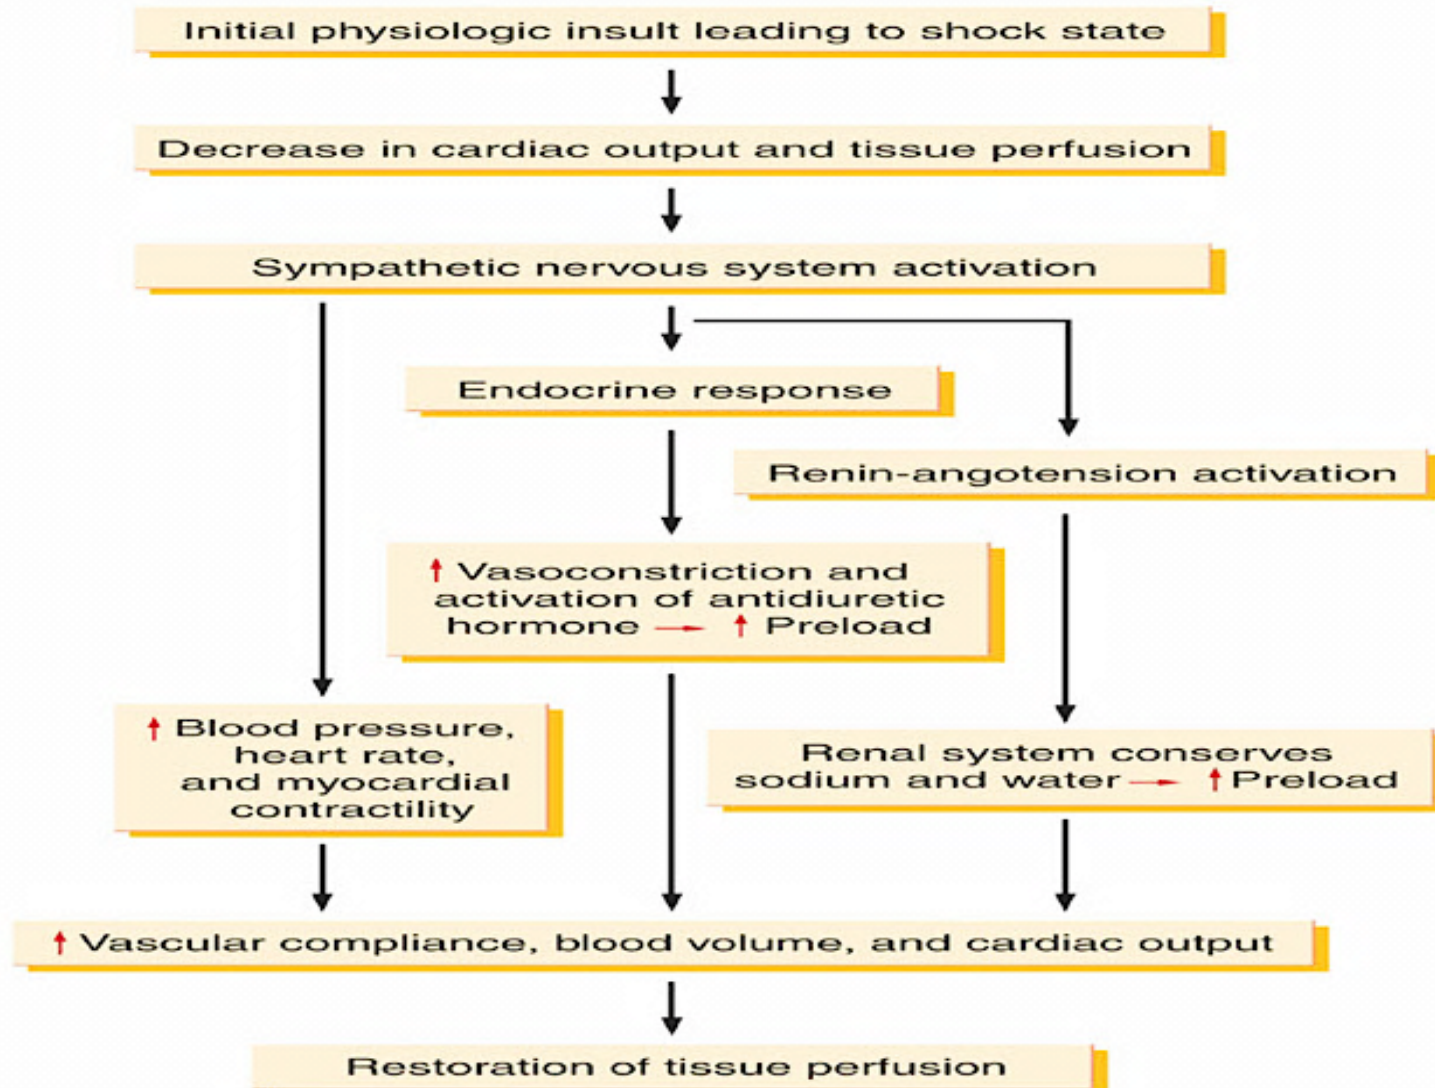 Initial physiologic insult leading to shock state
Decrease in cardiac output and tissue perfusion
Sympathetic nervous system activation
Endocrine response
Renin-angotension activation
↑ Vasoconstriction and
activation of antidiuretic
hormone → ↑ Preload
↑ Blood pressure,
heart rate,
and myocardial
contractility
Renal system conserves
sodium and water → ↑ Preload
↑ Vascular compliance, blood volume, and cardiac output
Restoration of tissue perfusion